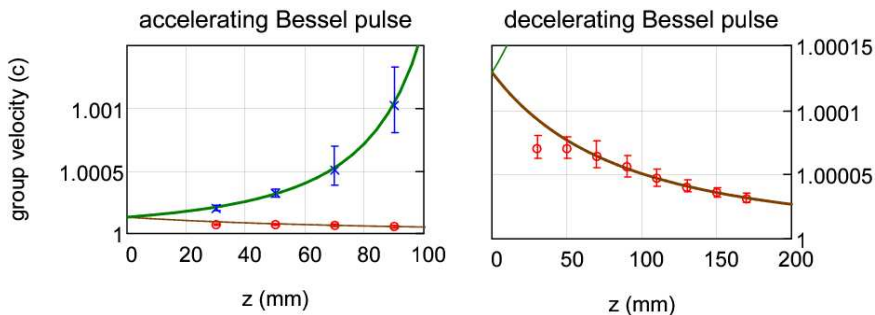 accelerating Bessel pulse
group velocity (c)
1.001
1.0005
1
0 20 40 60 80 100
z (mm)
decelerating Bessel pulse
1.00015
1.0001
1.00005
1
0 50 100 150 200
z (mm)